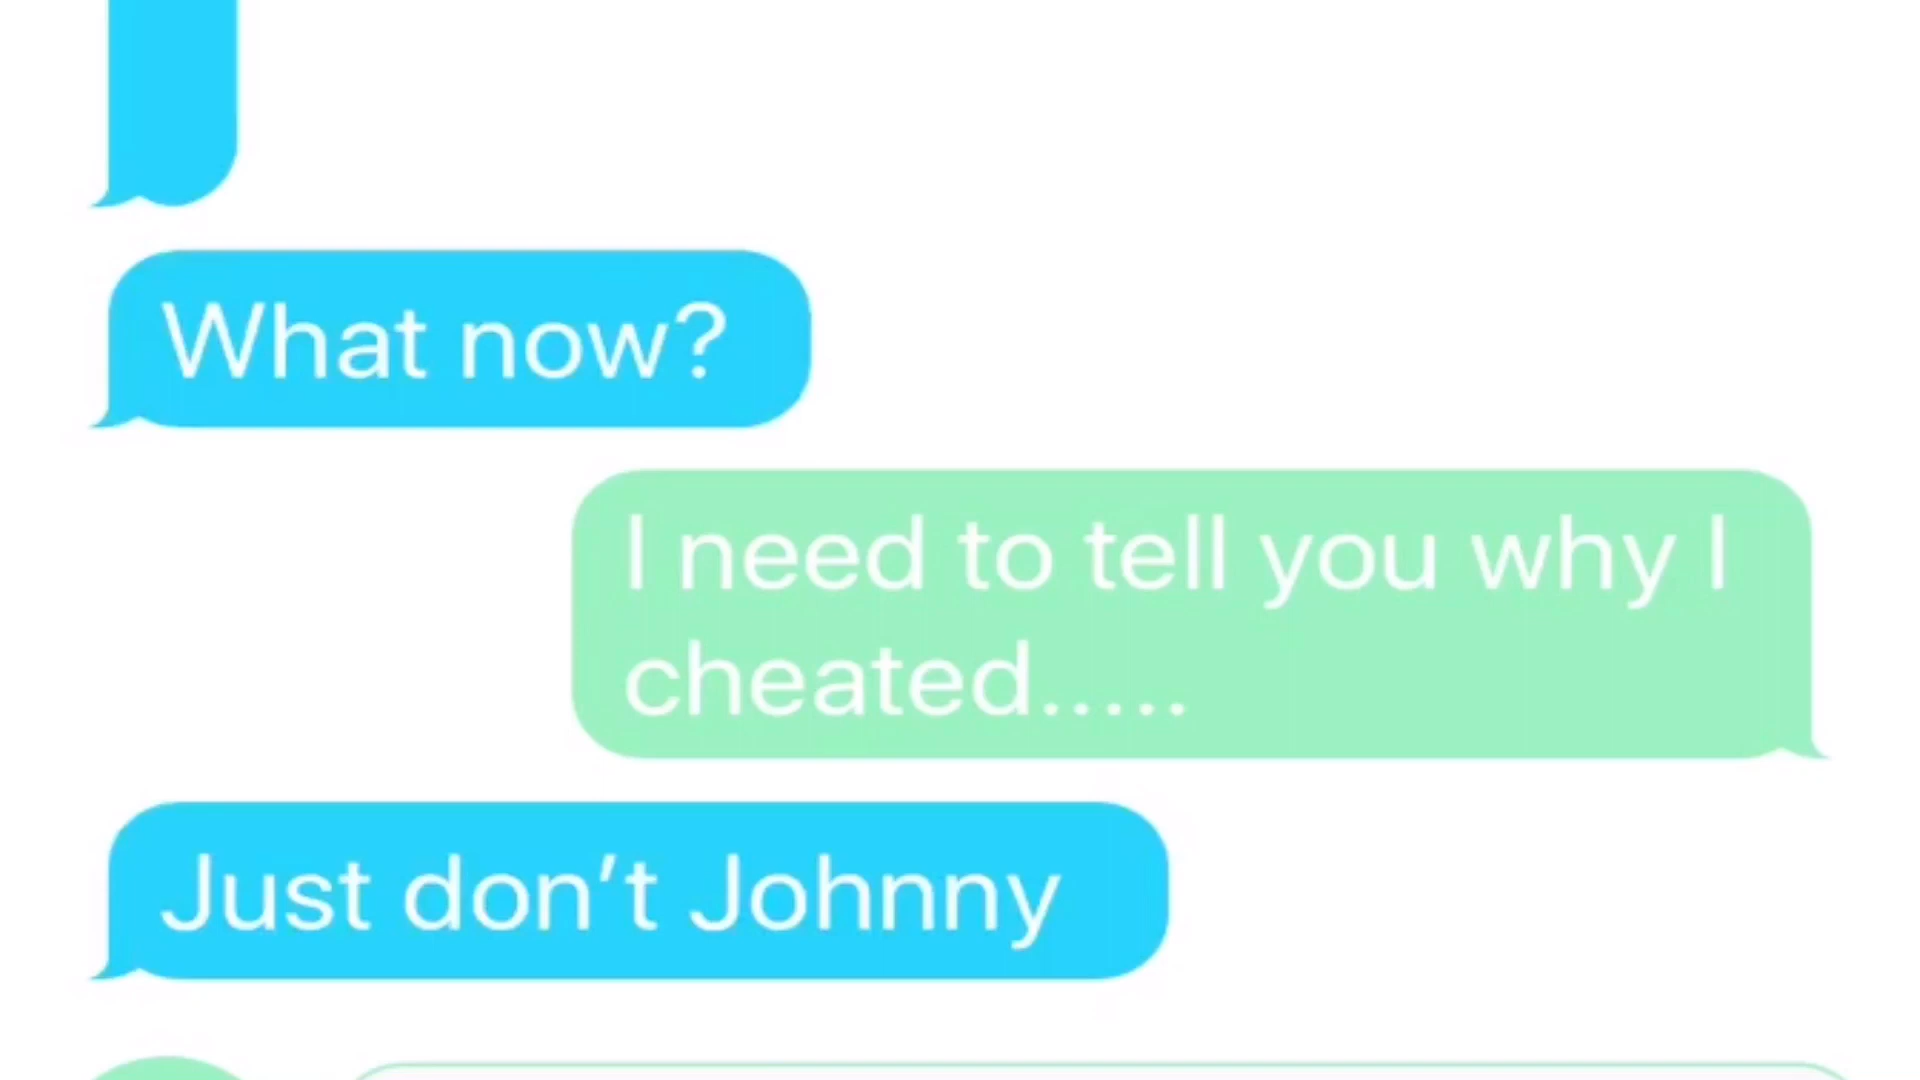 What now?
I need to tell you why I
cheated.....
Just don’t Johnny